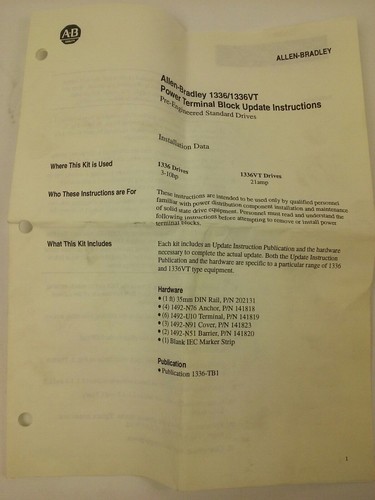 AB
ALLEN-BRADLEY
Allen-Bradley 1336/1336VT
Power Terminal Block Update Instructions
Pre-Engineered Standard Drives
Installation Data
Where This Kit is Used
1336 Drives
3-10hp
1336VT Drives
21amp
Who These Instructions are For
These instructions are intended to be used only by qualified personnel
familiar with power distribution component installation and maintenance
of solid state drive equipment. Personnel must read and understand the
following instructions before attempting to remove or install power
terminal blocks.
What This Kit Includes
Each kit includes an Update Instruction Publication and the hardware
necessary to complete the actual update. Both the Update Instruction
Publication and the hardware are specific to a particular range of 1336
and 1336VT type equipment.
Hardware
• (1 ft) 35mm DIN Rail, P/N 202131
• (4) 1492-N76 Anchor, P/N 141818
• (6) 1492-U10 Terminal, P/N 141819
• (3) 1492-N91 Cover, P/N 141823
• (2) 1492-N51 Barrier, P/N 141820
• (1) Blank IEC Marker Strip
Publication
• Publication 1336-TB1
1